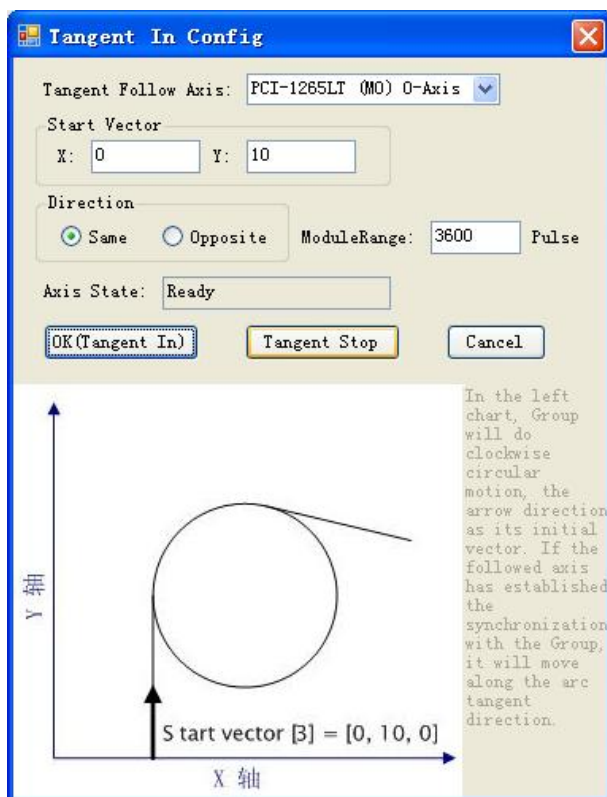 Tangent In Config
Tangent Follow Axis: PCI-1265LT (M0) 0-Axis
Start Vector
X: 0 Y: 10
Direction
Same Opposite ModuleRange: 3600 Pulse
Axis State: Ready
OK(Tangent In) Tangent Stop Cancel
In the left
chart, Group
will do
clockwise
circular
motion, the
arrow direction
as its initial
vector. If the
followed axis
has established
the
synchronization
with the Group,
it will move
along the arc
tangent
direction.
Y 轴
S tart vector [3] = [0, 10, 0]
X 轴